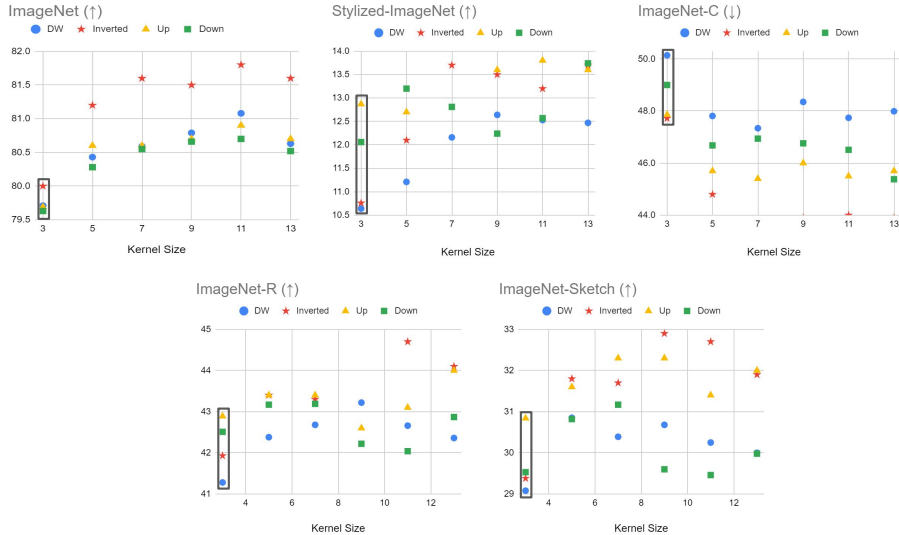 ImageNet (↑)
DW Inverted Up Down
82.0
81.5
81.0
80.5
80.0
79.5
3 5 7 9 11 13
Kernel Size
Stylized-ImageNet (↑)
DW Inverted Up Down
14.0
13.5
13.0
12.5
12.0
11.5
11.0
10.5
3 5 7 9 11 13
Kernel Size
ImageNet-C (↓)
DW Inverted Up Down
50.0
48.0
46.0
44.0
3 5 7 9 11 13
Kernel Size
ImageNet-R (↑)
DW Inverted Up Down
45
44
43
42
41
4 6 8 10 12
Kernel Size
ImageNet-Sketch (↑)
DW Inverted Up Down
33
32
31
30
29
4 6 8 10 12
Kernel Size